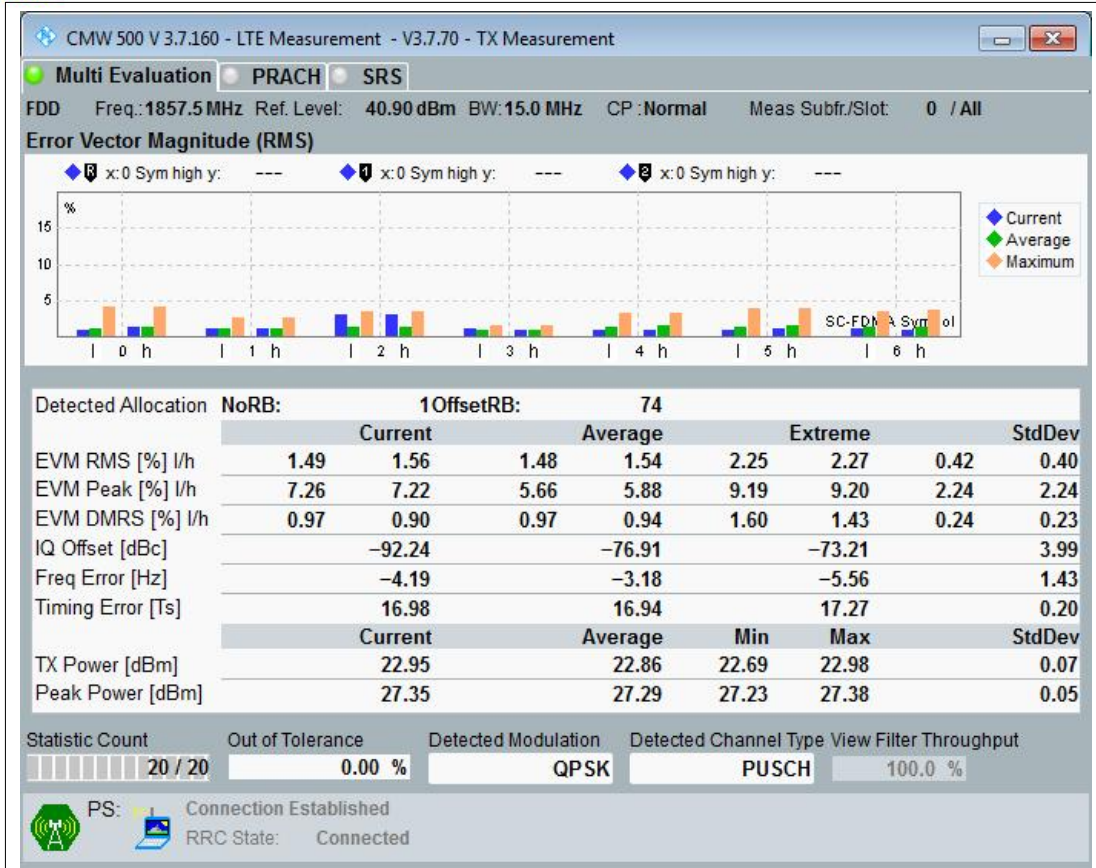 CMW 500 V 3.7.160 - LTE Measurement - V3.7.70 - TX Measurement
Multi Evaluation PRACH SRS
FDD Freq.: 1857.5 MHz Ref. Level: 40.90 dBm BW: 15.0 MHz CP : Normal Meas Subfr./Slot: 0 / All
Error Vector Magnitude (RMS)
R x: 0 Sym high y: --- 1 x: 0 Sym high y: --- 2 x: 0 Sym high y: ---
%
15
10
5
Current
Average
Maximum
SC-FDMA Symbol
l 0 h l 1 h l 2 h l 3 h l 4 h l 5 h l 6 h
Detected Allocation NoRB: 1 OffsetRB: 74
Current Average Extreme StdDev
EVM RMS [%] l/h 1.49 1.56 1.48 1.54 2.25 2.27 0.42 0.40
EVM Peak [%] l/h 7.26 7.22 5.66 5.88 9.19 9.20 2.24 2.24
EVM DMRS [%] l/h 0.97 0.90 0.97 0.94 1.60 1.43 0.24 0.23
IQ Offset [dBc] −92.24 −76.91 −73.21 3.99
Freq Error [Hz] −4.19 −3.18 −5.56 1.43
Timing Error [Ts] 16.98 16.94 17.27 0.20
Current Average Min Max StdDev
TX Power [dBm] 22.95 22.86 22.69 22.98 0.07
Peak Power [dBm] 27.35 27.29 27.23 27.38 0.05
Statistic Count Out of Tolerance Detected Modulation Detected Channel Type View Filter Throughput
20 / 20 0.00 % QPSK PUSCH 100.0 %
PS: Connection Established
RRC State: Connected